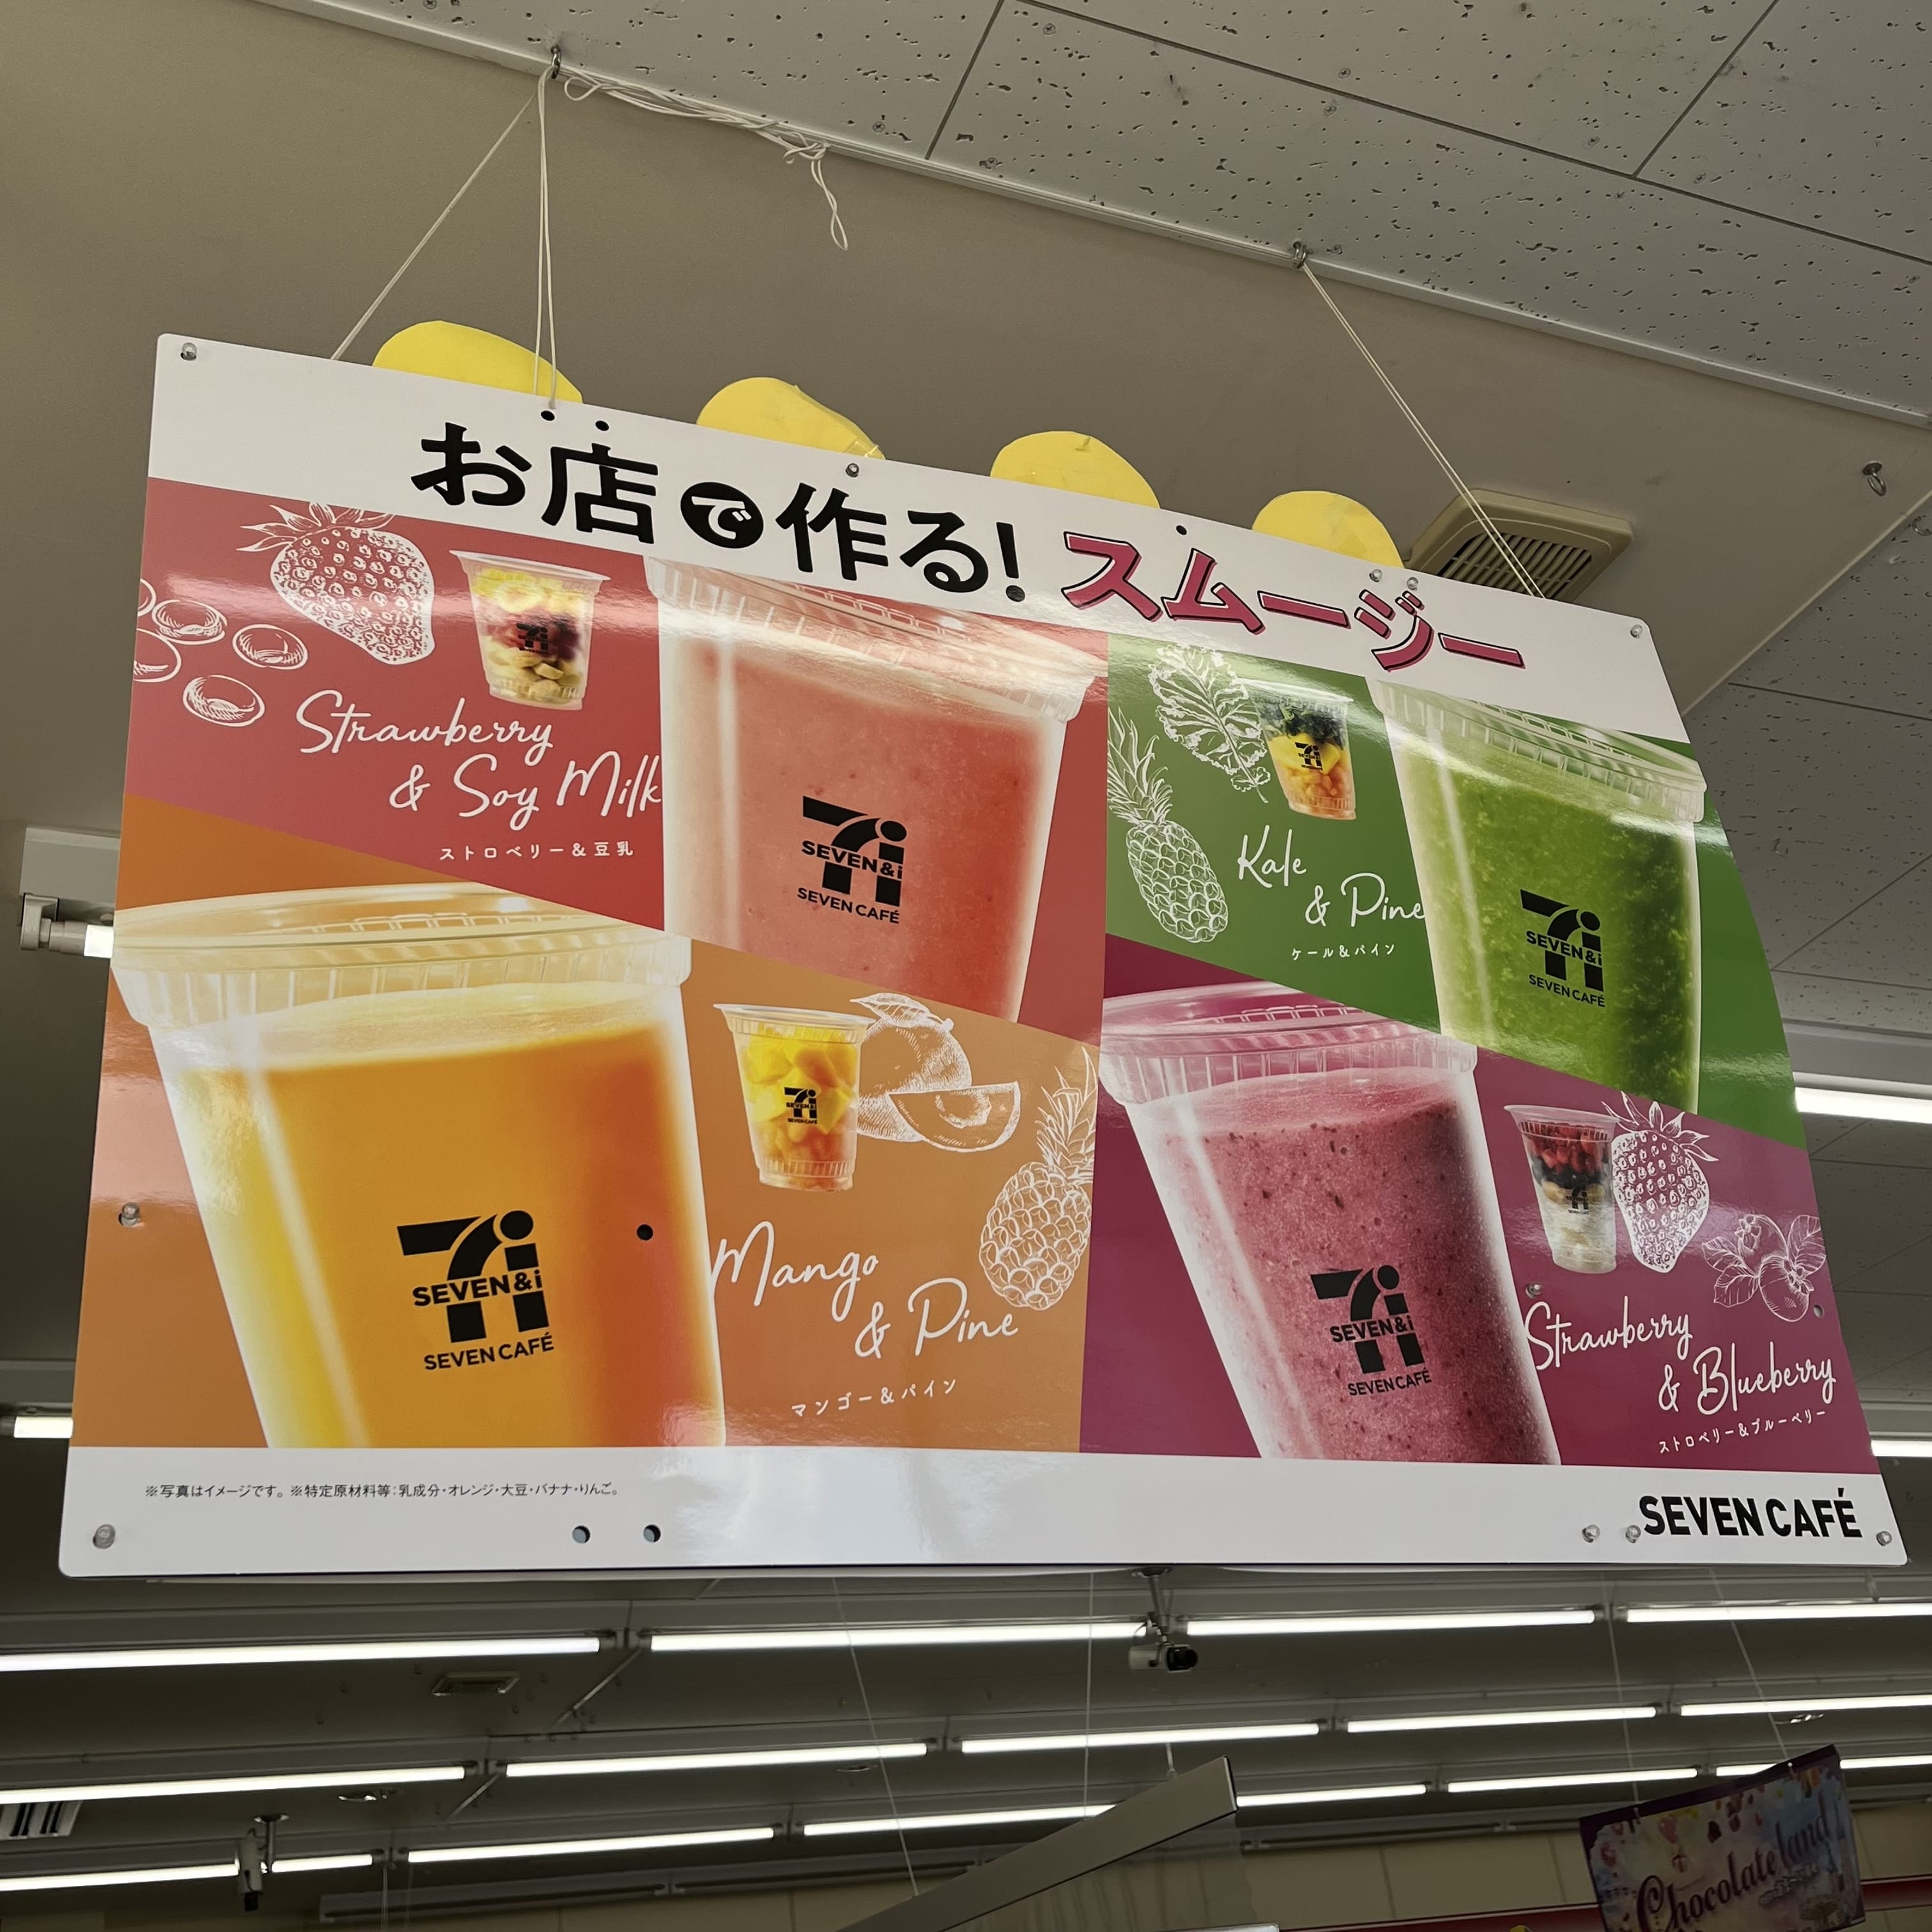 お店で作る!スムージー
Strawberry
& Soy Milk
ストロベリー&豆乳
SEVEN&i
SEVEN CAFÉ
Kale
& Pine
ケール&パイン
SEVEN&i
SEVEN CAFÉ
SEVEN&i
SEVEN CAFÉ
Mango
& Pine
マンゴー&パイン
SEVEN&i
SEVEN CAFÉ
Strawberry
& Blueberry
ストロベリー&ブルーベリー
※写真はイメージです。※特定原材料等:乳成分・オレンジ・大豆・バナナ・りんご。
SEVEN CAFÉ
Chocolate land